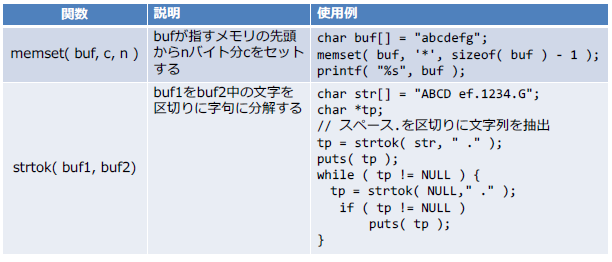 関数 説明 使用例
memset( buf, c, n )
bufが指すメモリの先頭
からnバイト分cをセット
する
char buf[] = "abcdefg";
memset( buf, '*', sizeof( buf ) - 1 );
printf( "%s", buf );
strtok( buf1, buf2)
buf1をbuf2中の文字を
区切りに字句に分解する
char str[] = "ABCD ef.1234.G";
char *tp;
// スペース.を区切りに文字列を抽出
tp = strtok( str, " ." );
puts( tp );
while ( tp != NULL ) {
  tp = strtok( NULL," ." );
   if ( tp != NULL )
       puts( tp );
}